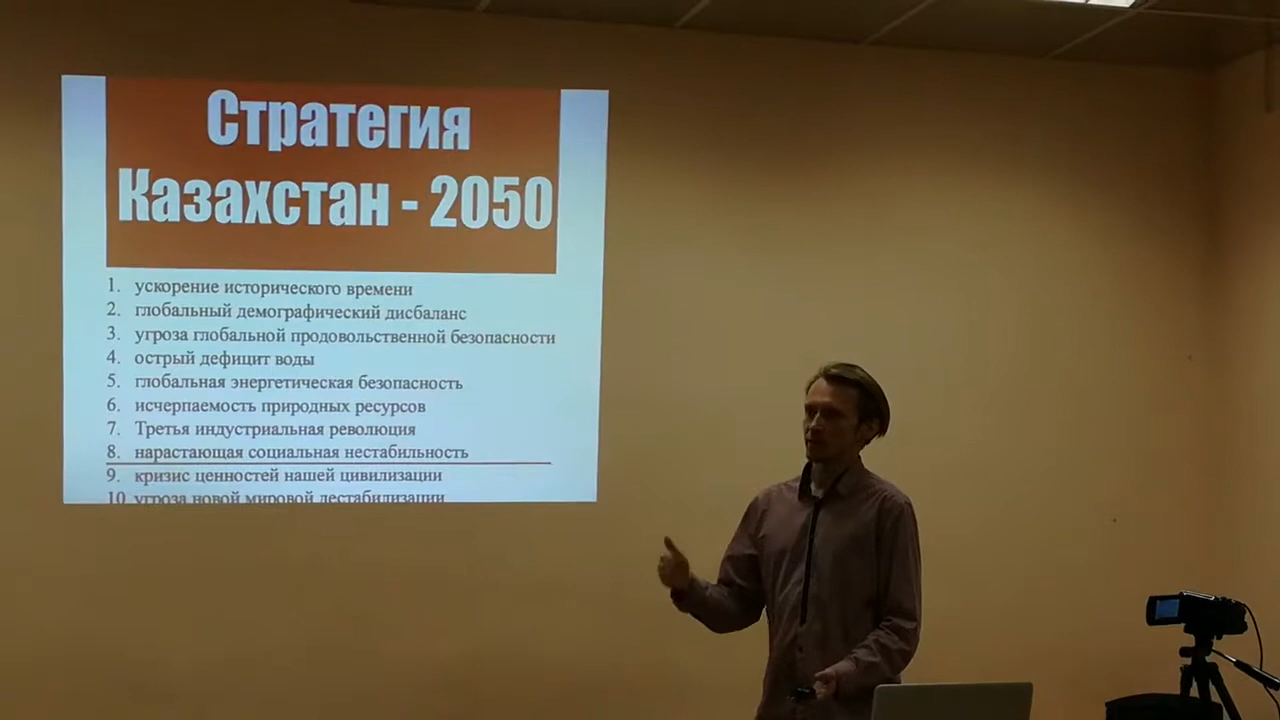 Стратегия
Казахстан - 2050
1. ускорение исторического времени
2. глобальный демографический дисбаланс
3. угроза глобальной продовольственной безопасности
4. острый дефицит воды
5. глобальная энергетическая безопасность
6. исчерпаемость природных ресурсов
7. Третья индустриальная революция
8. нарастающая социальная нестабильность
9. кризис ценностей нашей цивилизации
10. угроза новой мировой дестабилизации